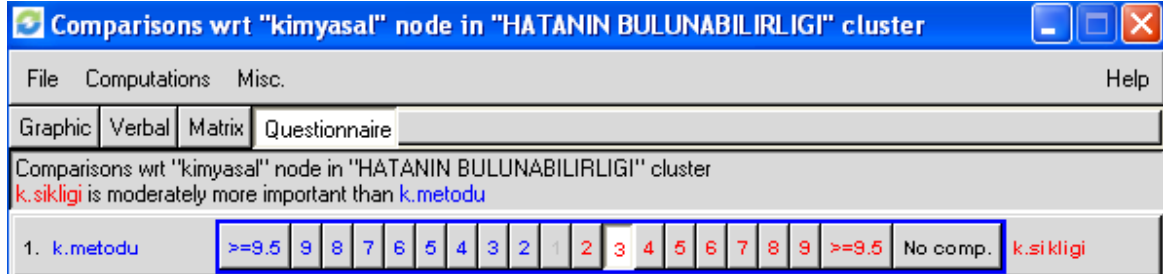 Comparisons wrt "kimyasal" node in "HATANIN BULUNABILIRLIGI" cluster
File Computations Misc. Help
Graphic Verbal Matrix Questionnaire
Comparisons wrt "kimyasal" node in "HATANIN BULUNABILIRLIGI" cluster
k.sikligi is moderately more important than k.metodu
1. k.metodu >=9.5 9 8 7 6 5 4 3 2 1 2 3 4 5 6 7 8 9 >=9.5 No comp. k.sikligi